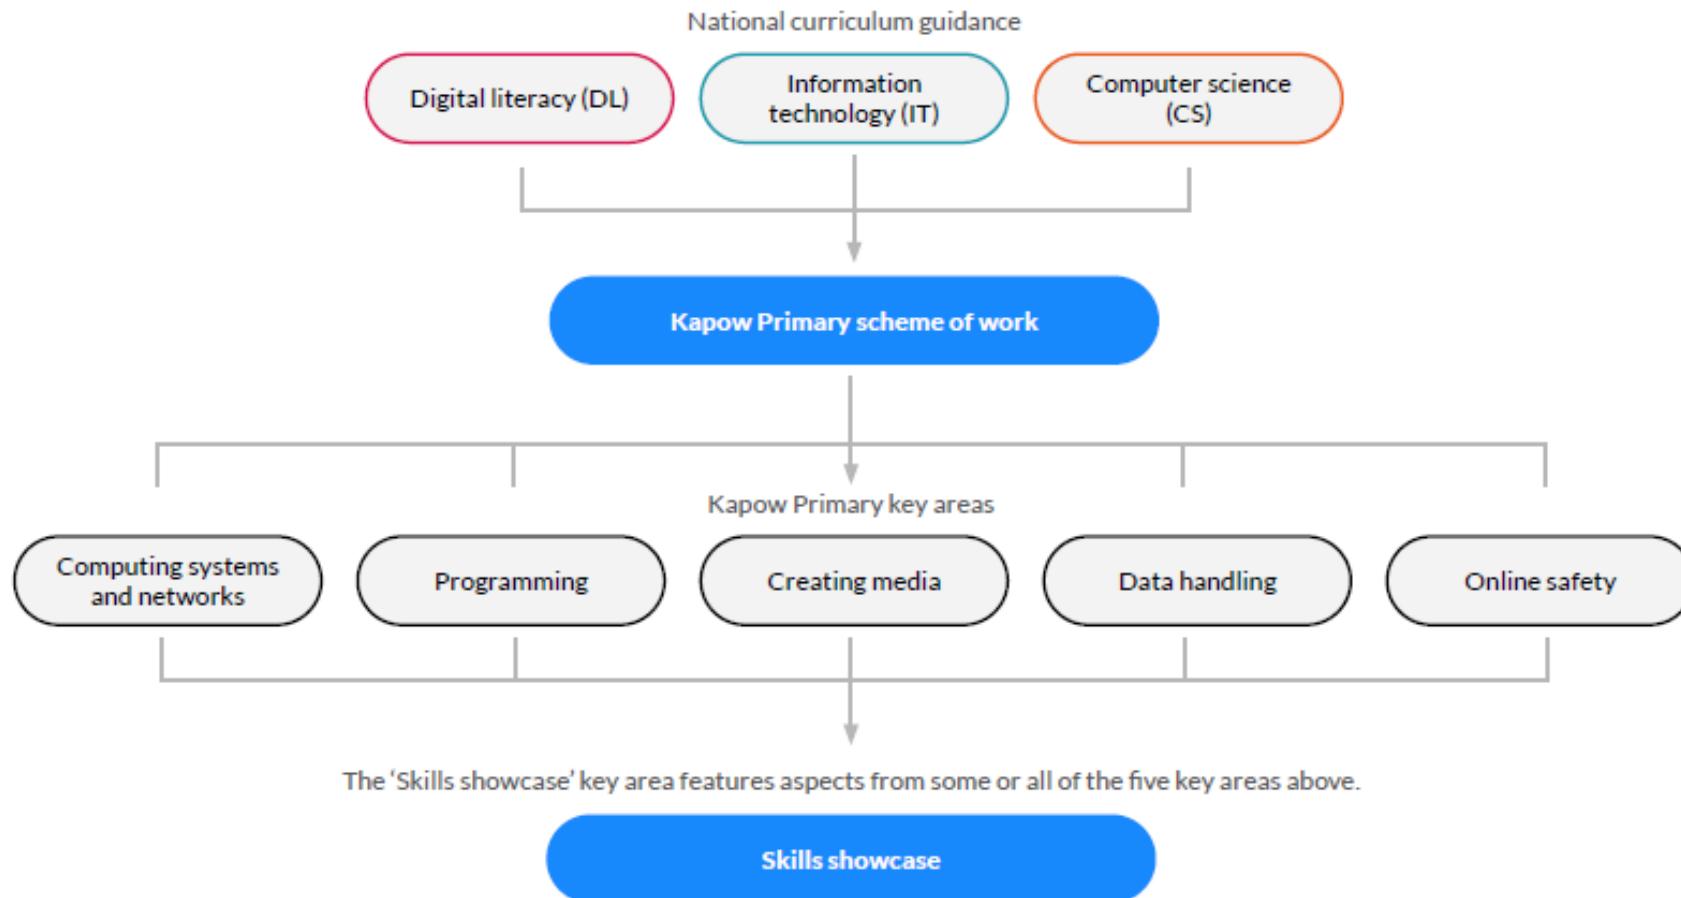 National curriculum guidance
Digital literacy (DL)
Information
technology (IT)
Computer science
(CS)
Kapow Primary scheme of work
Kapow Primary key areas
Computing systems
and networks
Programming
Creating media
Data handling
Online safety
The ‘Skills showcase’ key area features aspects from some or all of the five key areas above.
Skills showcase